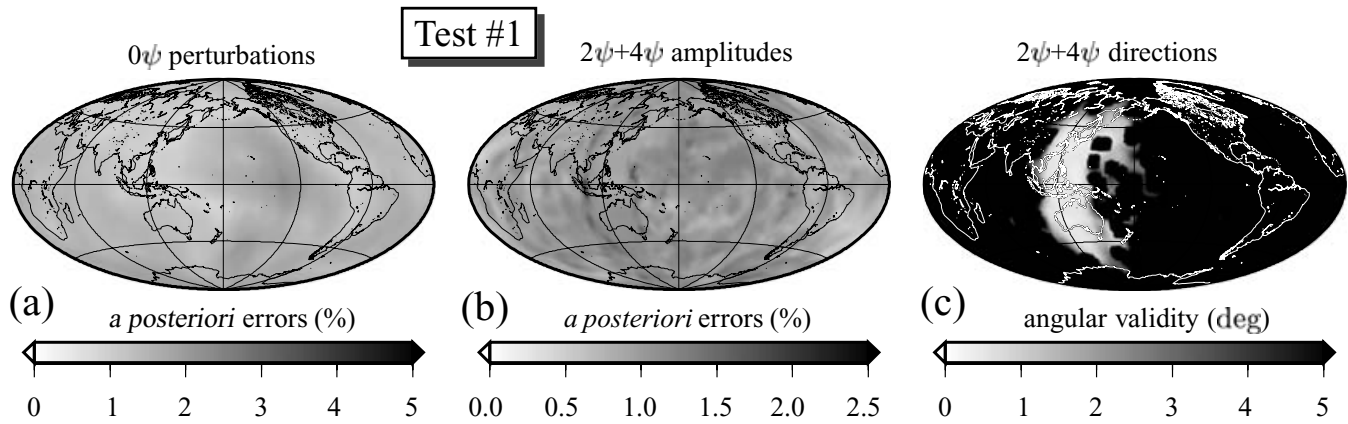 Test #1
0ψ perturbations
2ψ+4ψ amplitudes
2ψ+4ψ directions
(a)
a posteriori errors (%)
0 1 2 3 4 5
(b)
a posteriori errors (%)
0.0 0.5 1.0 1.5 2.0 2.5
(c)
angular validity (deg)
0 1 2 3 4 5